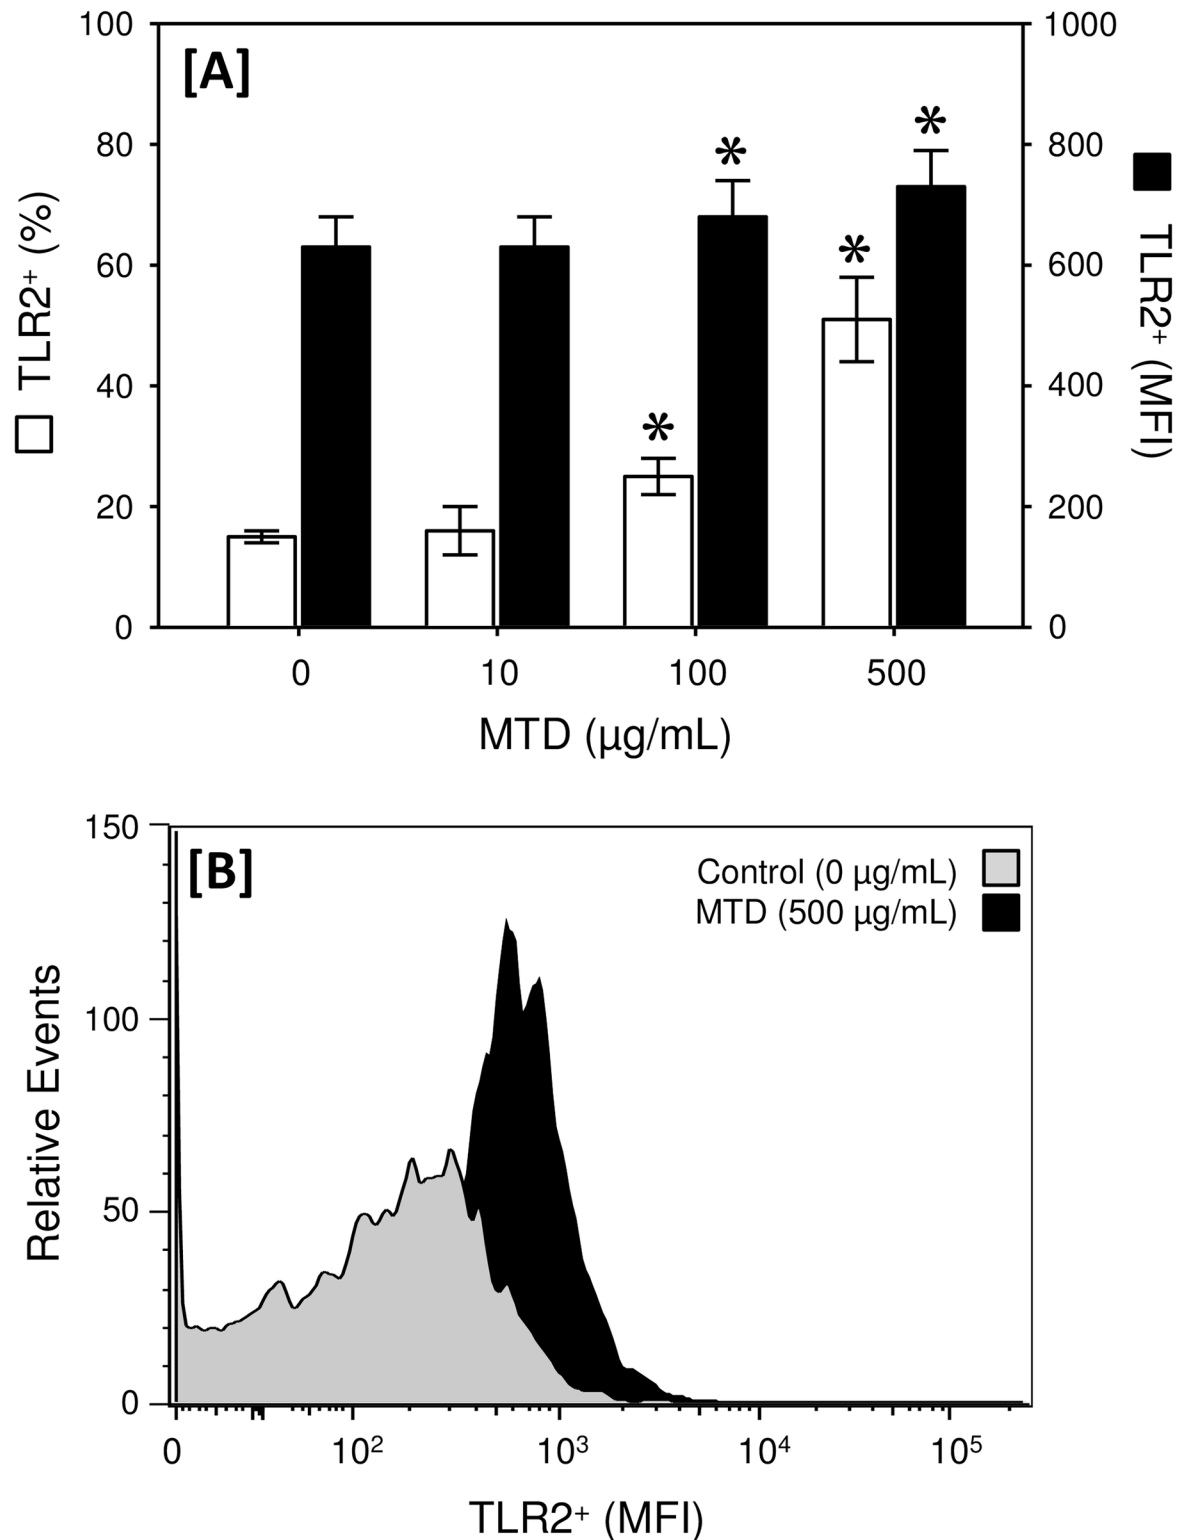 [A]
100
80
60
40
20
0
TLR2⁺ (%)
1000
800
600
400
200
0
TLR2⁺ (MFI)
*
*
*
*
0 10 100 500
MTD (µg/mL)
[B]
150
100
50
0
Relative Events
Control (0 µg/mL)
MTD (500 µg/mL)
0 10² 10³ 10⁴ 10⁵
TLR2⁺ (MFI)